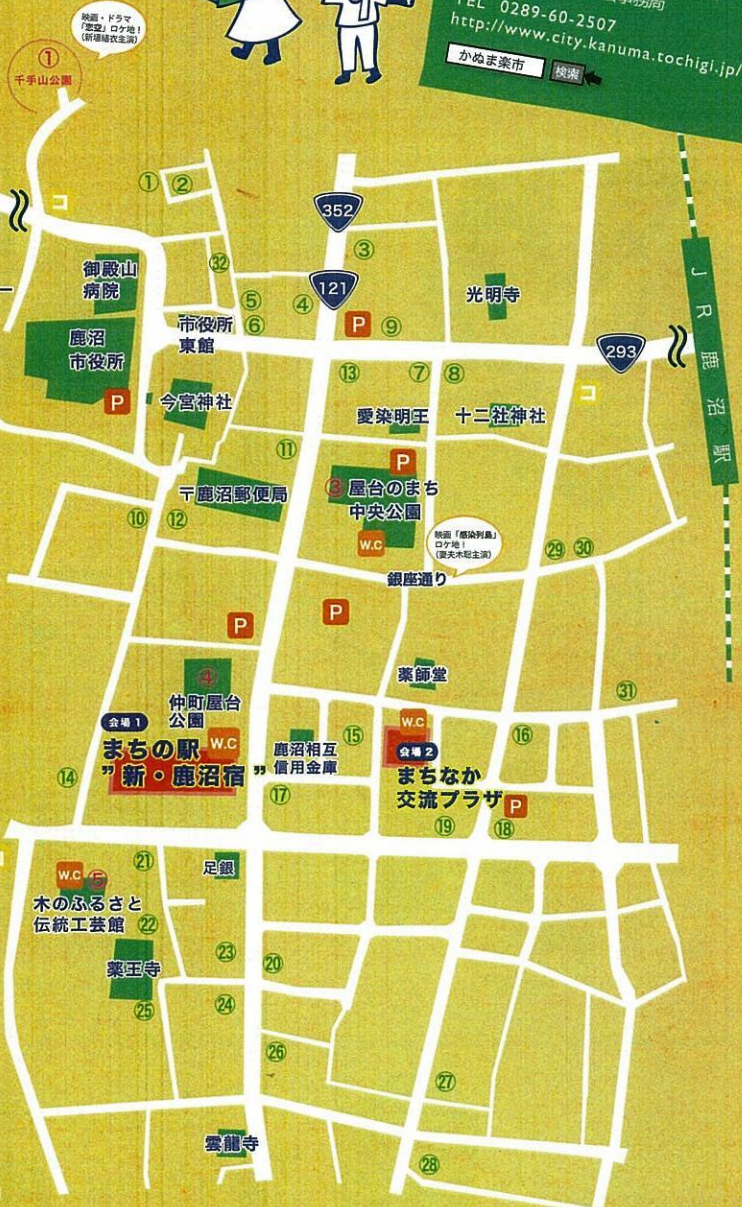 TEL 0289-60-2507
http://www.city.kanuma.tochigi.jp/
かぬま楽市
検索
映画・ドラマ
「恋空」ロケ地！
（新垣結衣主演）
①
千手山公園
コ
①
②
352
③
㉜
御殿山
病院
⑤
④
121
光明寺
鹿沼
市役所
市役所
東館
⑥
P
⑨
293
JR鹿沼駅
P
今宮神社
⑬
⑦
⑧
コ
愛染明王
十二社神社
⑪
P
〒鹿沼郵便局
③屋台のまち
中央公園
⑩
⑫
W.C
映画「感染列島」
ロケ地！
（妻夫木聡主演）
㉙
㉚
銀座通り
P
P
④
仲町屋台
公園
薬師堂
㉛
会場1
まちの駅
W.C
”新・鹿沼宿”
鹿沼相互
信用金庫
⑮
W.C
会場2
まちなか
交流プラザ
⑯
⑭
⑰
P
⑲
⑱
㉑
足銀
W.C
⑤
木のふるさと
伝統工芸館
㉒
薬王寺
㉓
⑳
㉕
㉔
㉖
㉗
雲龍寺
㉘